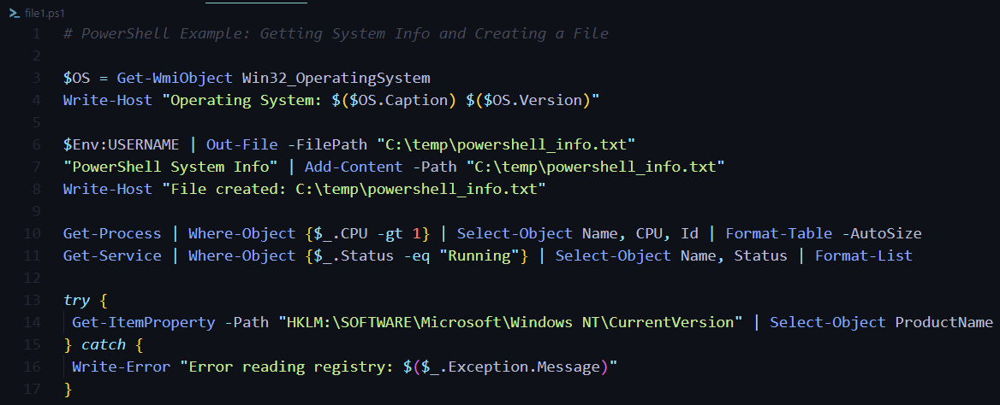 file1.ps1
1 # PowerShell Example: Getting System Info and Creating a File
2
3 $OS = Get-WmiObject Win32_OperatingSystem
4 Write-Host "Operating System: $($OS.Caption) $($OS.Version)"
5
6 $Env:USERNAME | Out-File -FilePath "C:\temp\powershell_info.txt"
7 "PowerShell System Info" | Add-Content -Path "C:\temp\powershell_info.txt"
8 Write-Host "File created: C:\temp\powershell_info.txt"
9
10 Get-Process | Where-Object {$_.CPU -gt 1} | Select-Object Name, CPU, Id | Format-Table -AutoSize
11 Get-Service | Where-Object {$_.Status -eq "Running"} | Select-Object Name, Status | Format-List
12
13 try {
14  Get-ItemProperty -Path "HKLM:\SOFTWARE\Microsoft\Windows NT\CurrentVersion" | Select-Object ProductName
15 } catch {
16  Write-Error "Error reading registry: $($_.Exception.Message)"
17 }